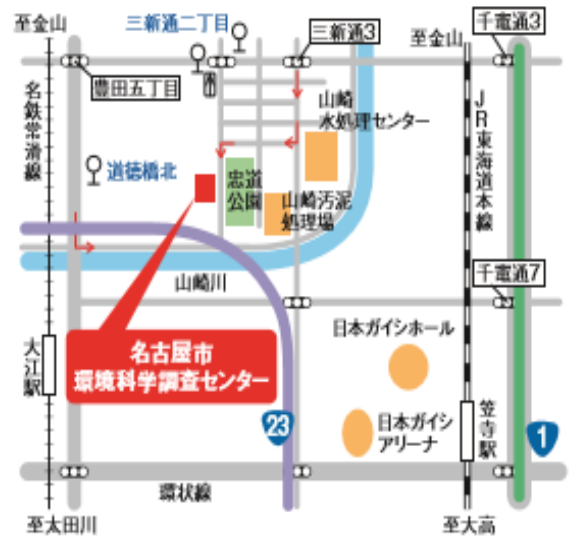 至金山
三新通二丁目
三新通3
至金山
千竈通3
豊田五丁目
名鉄常滑線
山崎
水処理センター
JR東海道本線
道徳橋北
忠道
公園
山崎汚泥
処理場
山崎川
千竈通7
大江駅
名古屋市
環境科学調査センター
日本ガイシホール
23
日本ガイシ
アリーナ
笠寺駅
1
環状線
至太田川
至大高